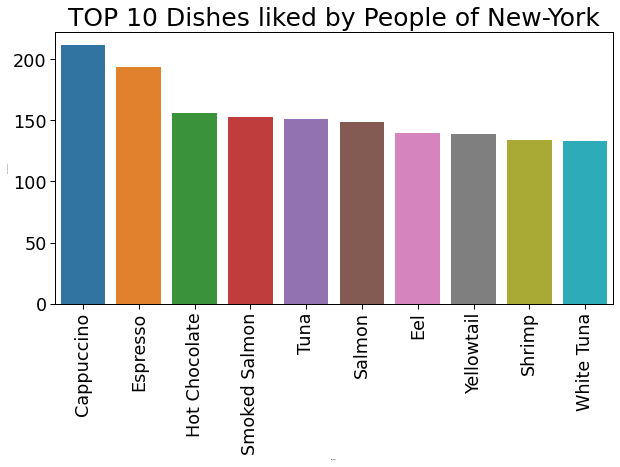 TOP 10 Dishes liked by People of New-York
200
150
100
50
0
Cappuccino
Espresso
Hot Chocolate
Smoked Salmon
Tuna
Salmon
Eel
Yellowtail
Shrimp
White Tuna